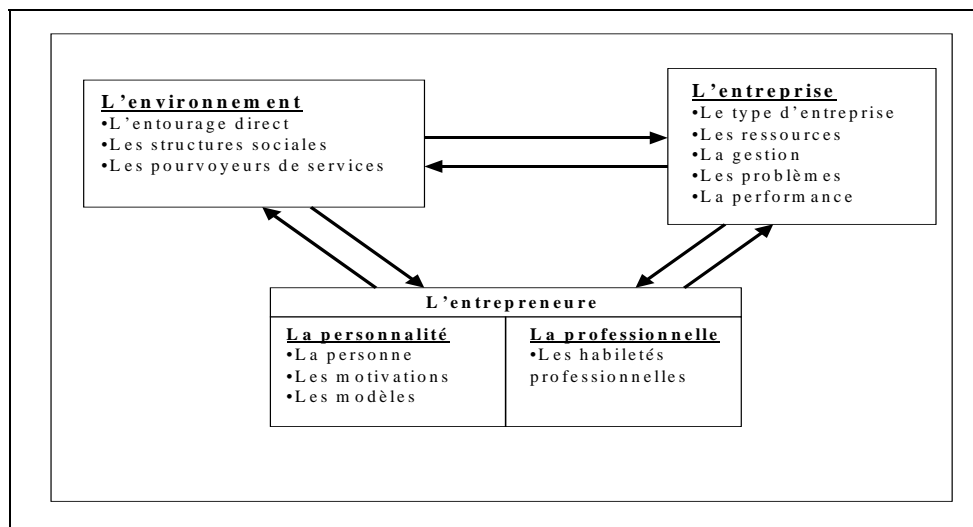 L'environnement
•L'entourage direct
•Les structures sociales
•Les pourvoyeurs de services
L'entreprise
•Le type d'entreprise
•Les ressources
•La gestion
•Les problèmes
•La performance
L'entrepreneure
La personnalité
•La personne
•Les motivations
•Les modèles
La professionnelle
•Les habiletés
professionnelles